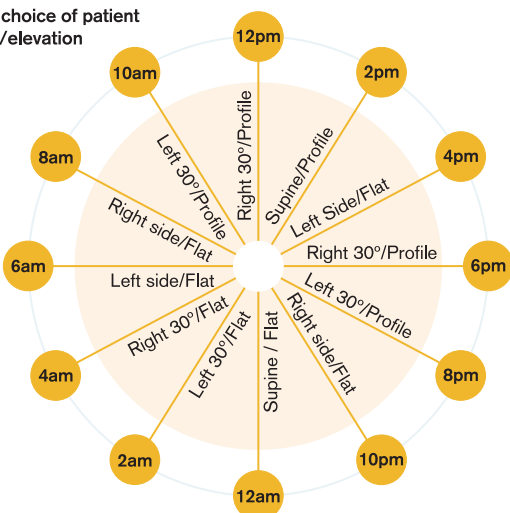 choice of patient
/elevation
12pm
Right 30°/Profile
2pm
Supine/Profile
4pm
Left Side/Flat
6pm
Right 30°/Profile
8pm
Left 30°/Profile
10pm
Right side/Flat
12am
Supine / Flat
2am
Left 30°/Flat
4am
Right 30°/Flat
6am
Left side/Flat
8am
Right side/Flat
10am
Left 30°/Profile